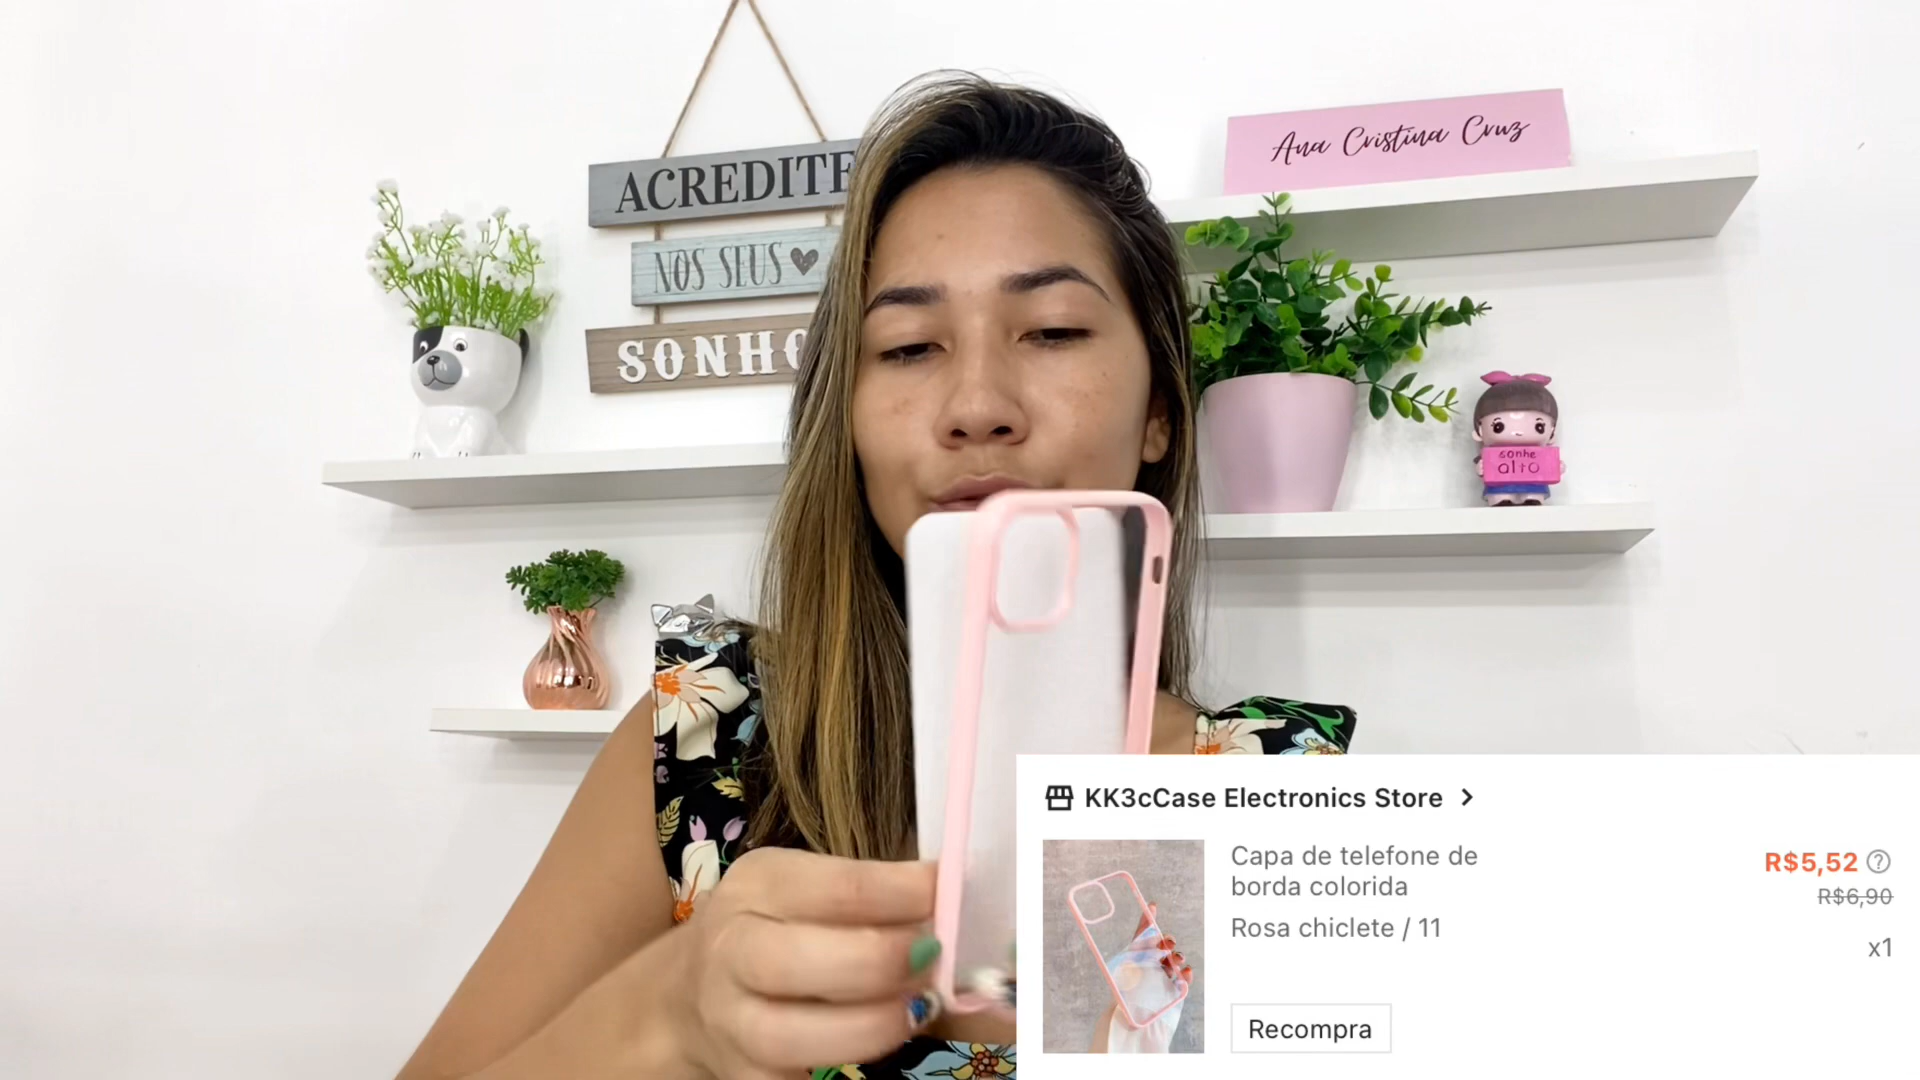 ACREDITE
NOS SEUS
SONHO
Ana Cristina Cruz
sonhe
alto
KK3cCase Electronics Store
Capa de telefone de
borda colorida
Rosa chiclete / 11
R$5,52
R$6,90
x1
Recompra